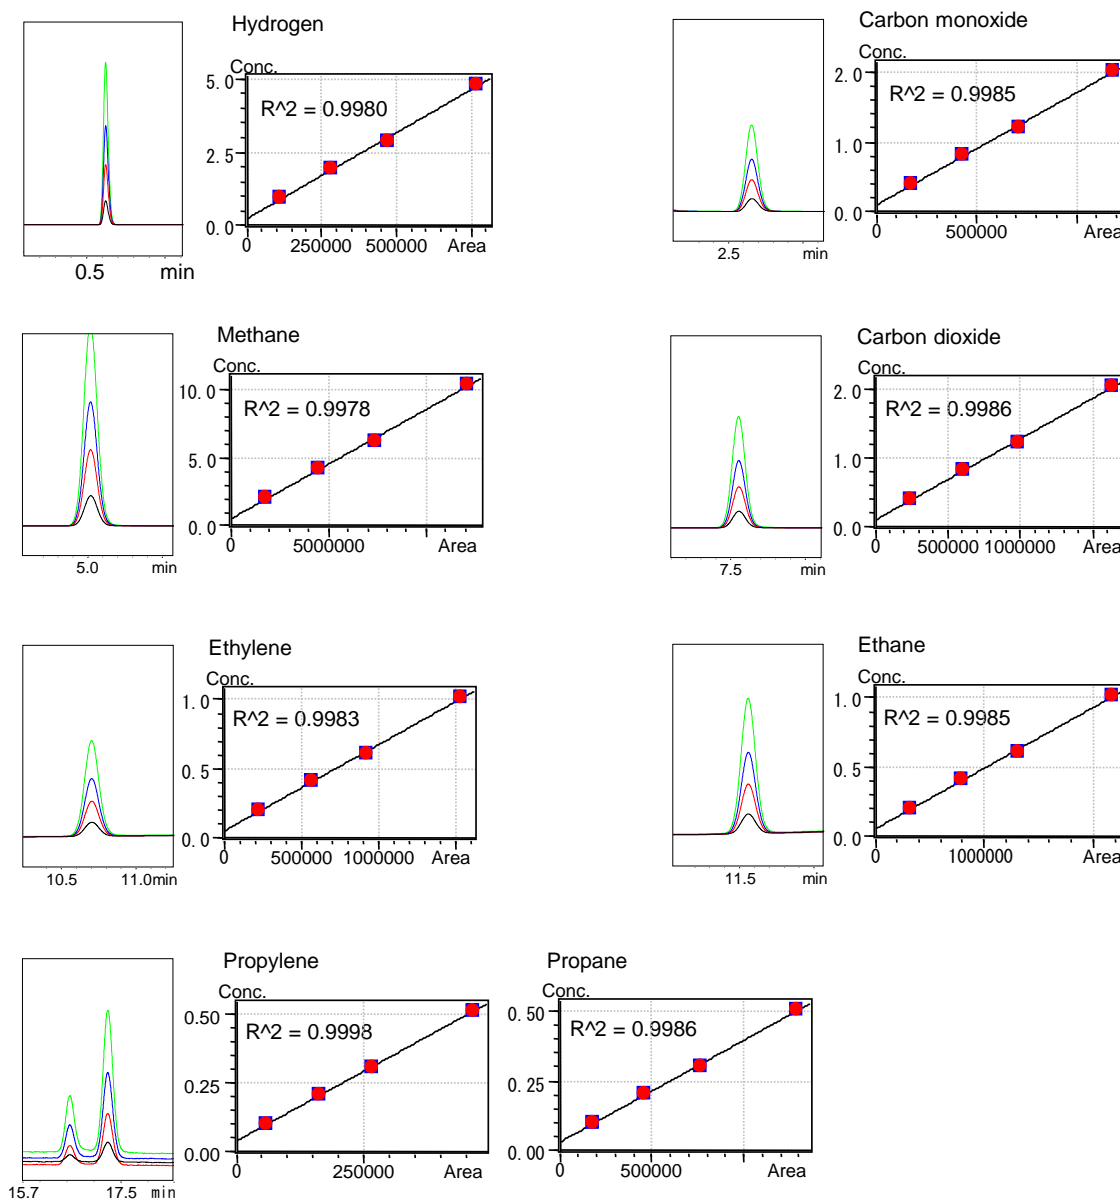 Hydrogen
Conc.
5.0
R^2 = 0.9980
2.5
0.0
0 250000 500000 Area
0.5 min
Carbon monoxide
Conc.
2.0
R^2 = 0.9985
1.0
0.0
0 500000 Area
2.5 min
Methane
Conc.
10.0
R^2 = 0.9978
5.0
0.0
0 5000000 Area
5.0 min
Carbon dioxide
Conc.
2.0
R^2 = 0.9986
1.0
0.0
0 500000 1000000 Area
7.5 min
Ethylene
Conc.
1.0
R^2 = 0.9983
0.5
0.0
0 500000 1000000 Area
10.5 11.0min
Ethane
Conc.
1.0
R^2 = 0.9985
0.5
0.0
0 1000000 Area
11.5 min
Propylene
Conc.
0.50
R^2 = 0.9998
0.25
0.00
0 250000 Area
15.7 17.5 min
Propane
Conc.
0.50
R^2 = 0.9986
0.25
0.00
0 500000 Area